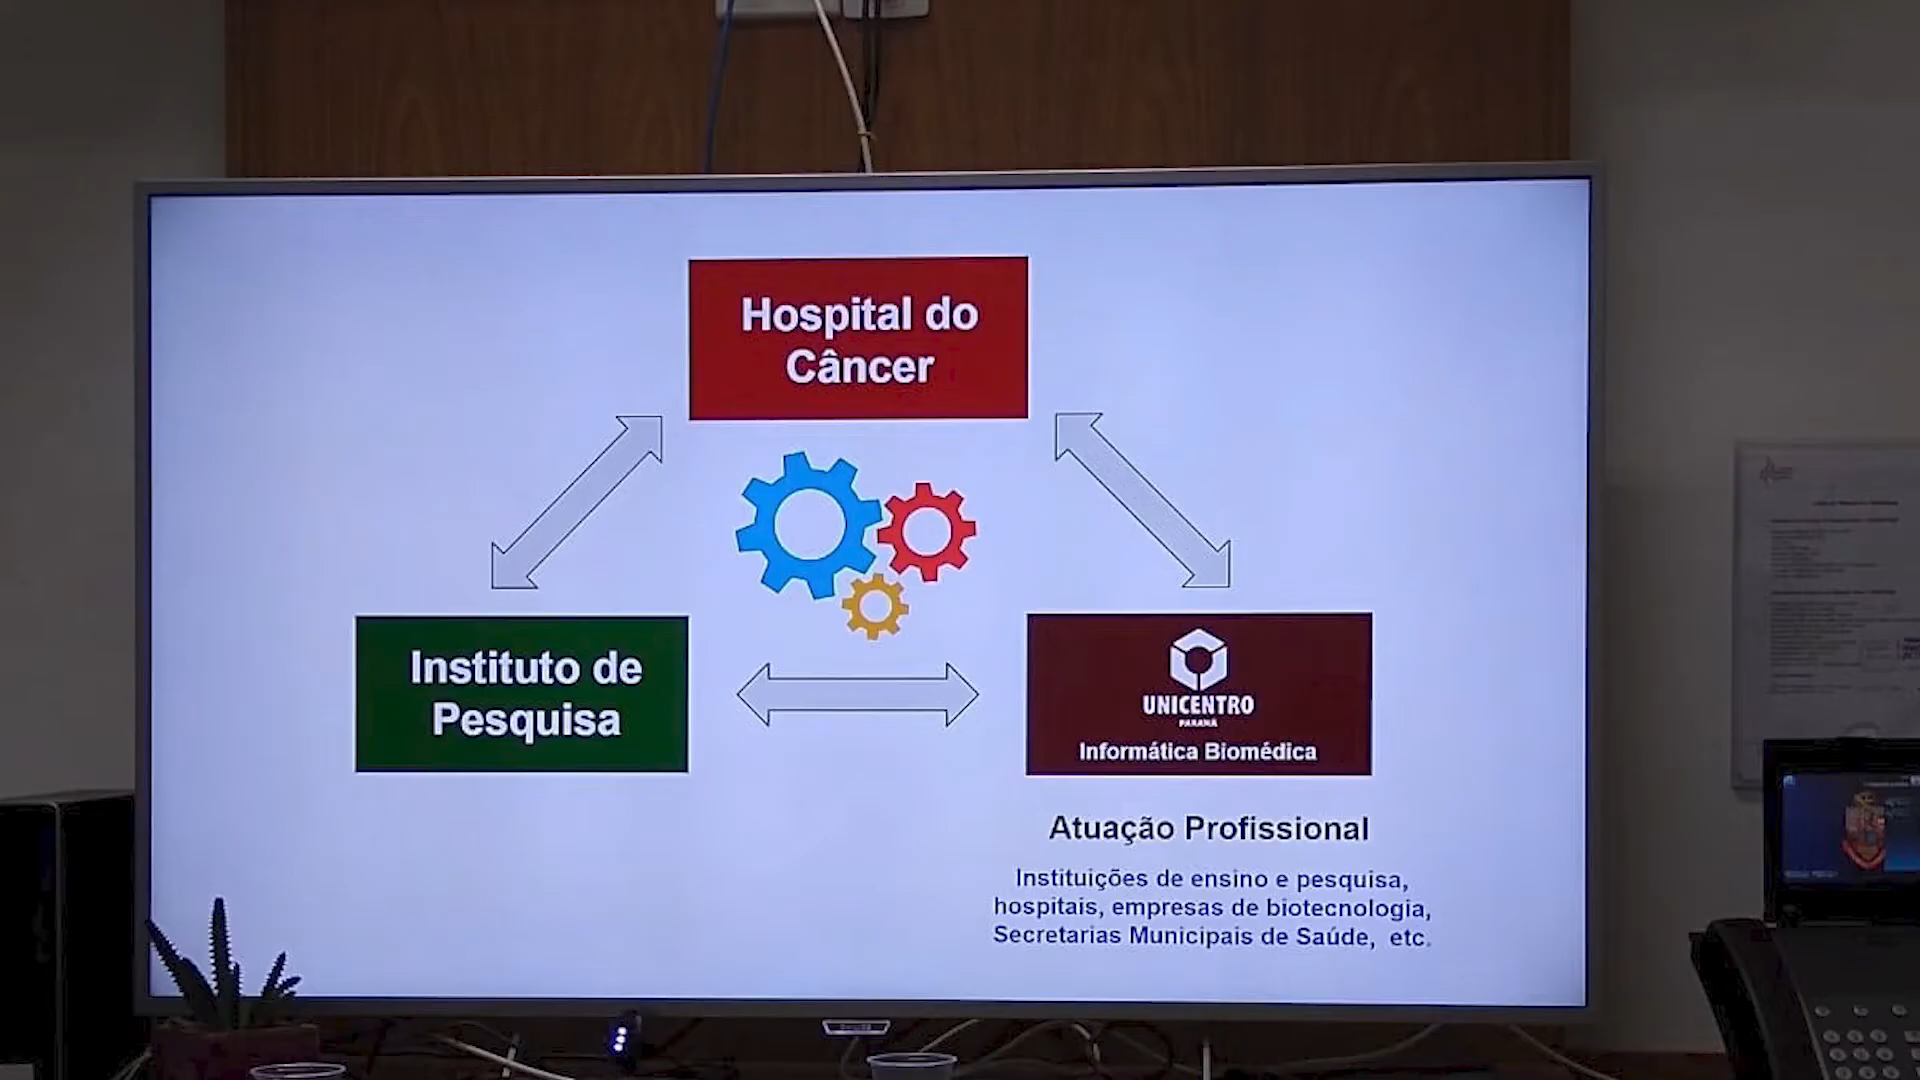 Hospital do
Câncer
Instituto de
Pesquisa
UNICENTRO
PARANÁ
Informática Biomédica
Atuação Profissional
Instituições de ensino e pesquisa,
hospitais, empresas de biotecnologia,
Secretarias Municipais de Saúde, etc.